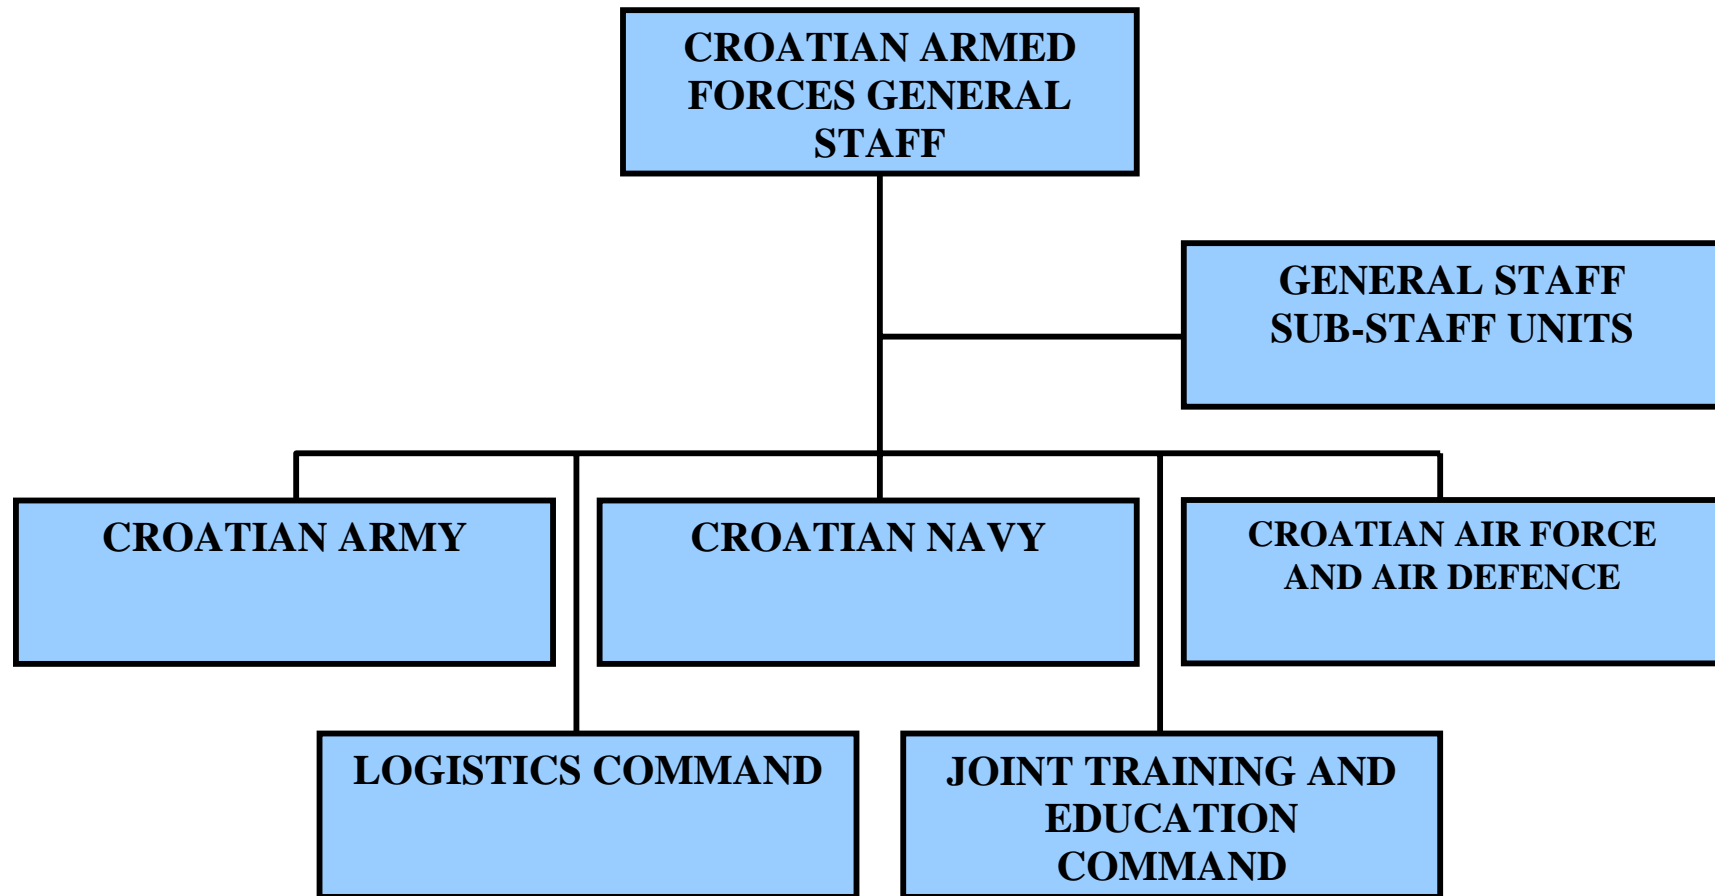 CROATIAN ARMED
FORCES GENERAL
STAFF
GENERAL STAFF
SUB-STAFF UNITS
CROATIAN ARMY
CROATIAN NAVY
CROATIAN AIR FORCE
AND AIR DEFENCE
LOGISTICS COMMAND
JOINT TRAINING AND
EDUCATION
COMMAND